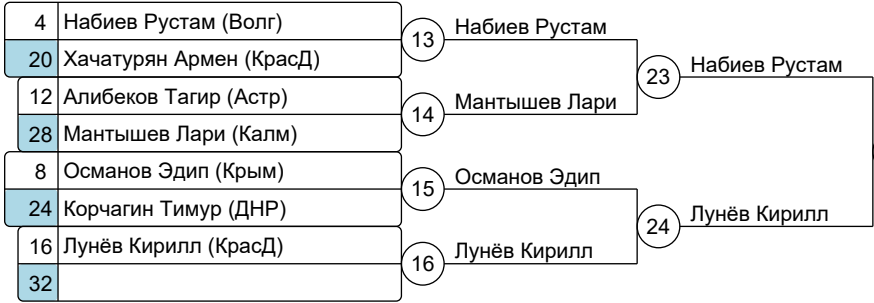 4 Набиев Рустам (Волг)
20 Хачатурян Армен (КрасД)
13
Набиев Рустам
12 Алибеков Тагир (Астр)
28 Мантышев Лари (Калм)
14
Мантышев Лари
23
Набиев Рустам
8 Османов Эдип (Крым)
24 Корчагин Тимур (ДНР)
15
Османов Эдип
16 Лунёв Кирилл (КрасД)
32
16
Лунёв Кирилл
24
Лунёв Кирилл